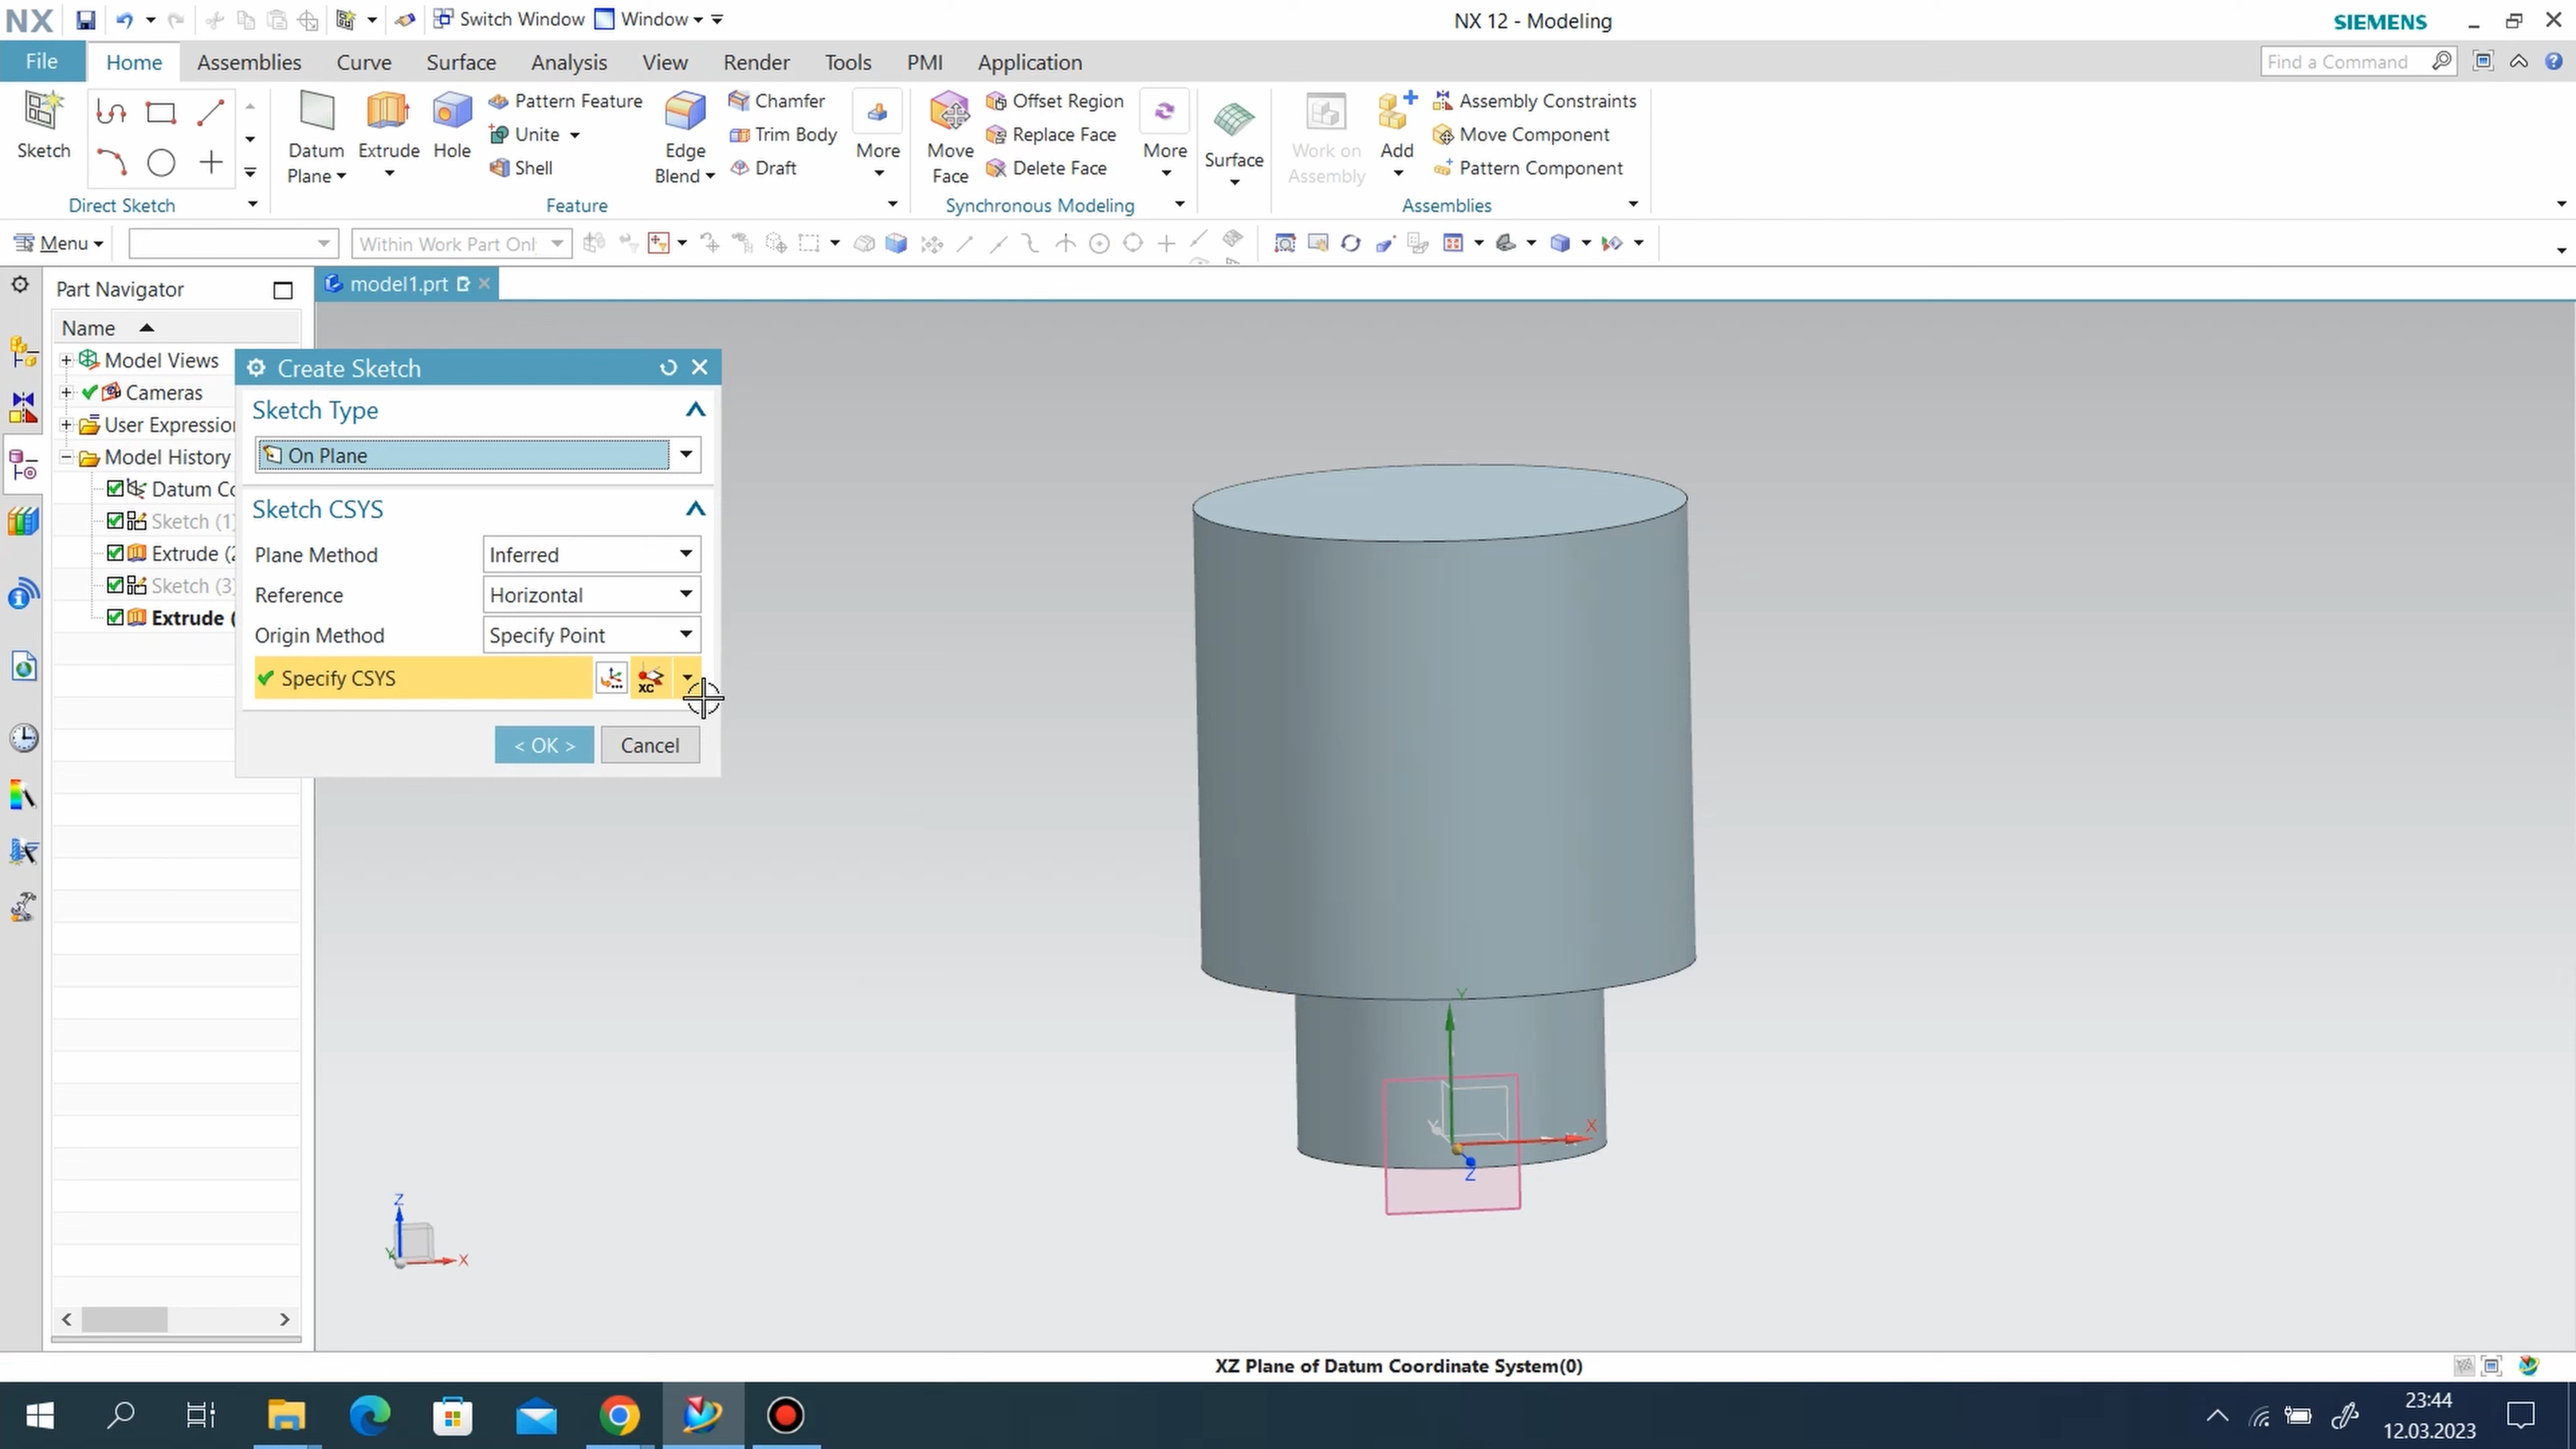 NX Switch Window Window NX 12 - Modeling SIEMENS
File Home Assemblies Curve Surface Analysis View Render Tools PMI Application Find a Command
Sketch
Direct Sketch
Datum Plane
Extrude
Hole
Pattern Feature
Unite
Shell
Edge Blend
Chamfer
Trim Body
Draft
More
Feature
Move Face
Offset Region
Replace Face
Delete Face
More
Synchronous Modeling
Surface
Work on Assembly
Add
Assembly Constraints
Move Component
Pattern Component
Assemblies
Menu Within Work Part Onl
Part Navigator
model1.prt
Name
Model Views
Cameras
User Expression
Model History
Datum Co
Sketch (1)
Extrude (2
Sketch (3)
Extrude (
Create Sketch
Sketch Type
On Plane
Sketch CSYS
Plane Method Inferred
Reference Horizontal
Origin Method Specify Point
Specify CSYS XC
< OK > Cancel
Y
Y
X
Z
Z
Y
X
XZ Plane of Datum Coordinate System(0)
23:44
12.03.2023